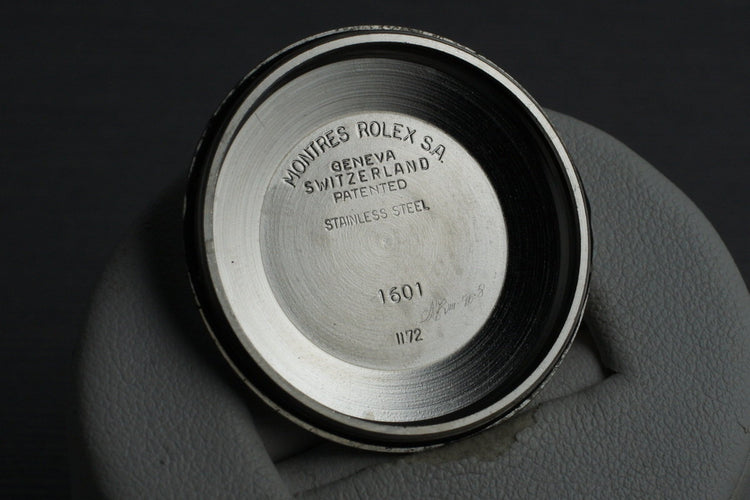 MONTRES ROLEX S.A.
GENEVA
SWITZERLAND
PATENTED
STAINLESS STEEL
1601
1172